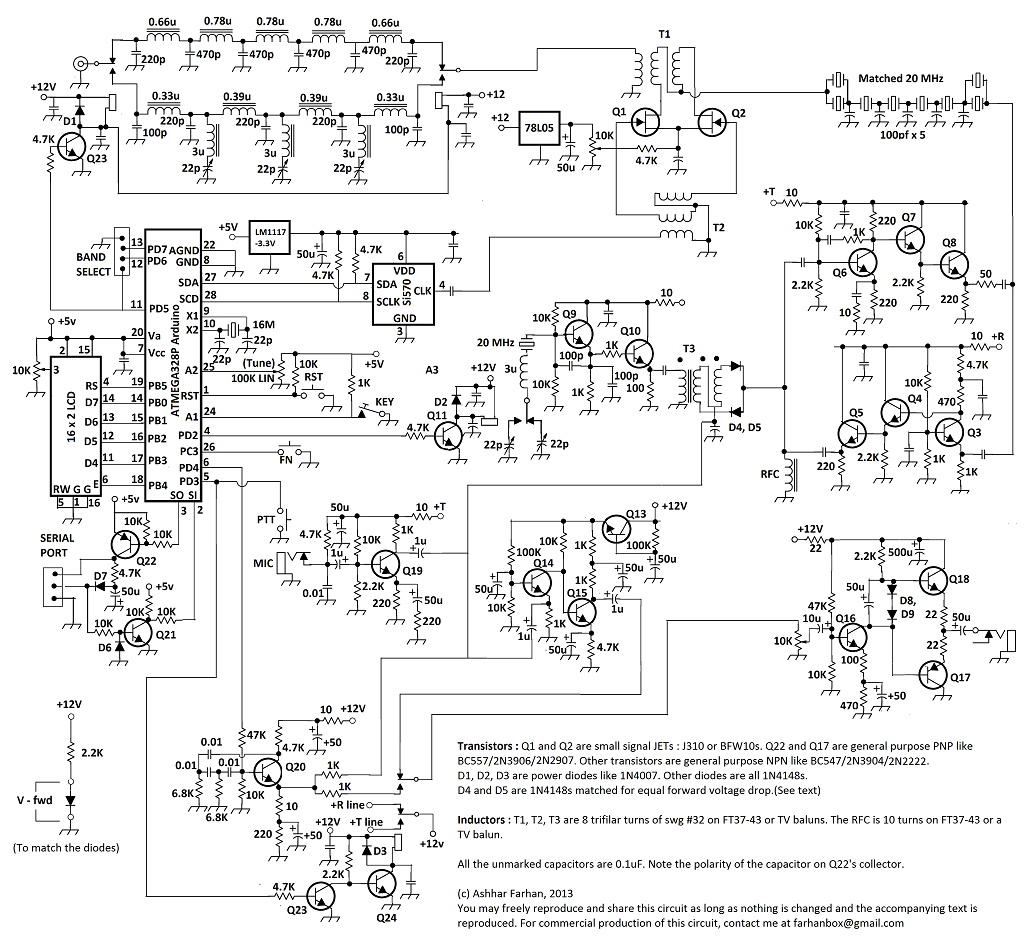 0.66u 0.78u 0.78u 0.78u 0.66u
220p 470p 470p 470p 470p 220p
T1
+12V
D1
4.7K
Q23
0.33u 0.39u 0.39u 0.33u
100p 220p 220p 220p 100p
3u 3u 3u
22p 22p 22p
+12
+12
78L05
50u
10K
4.7K
Q1 Q2
T2
Matched 20 MHz
100pf x 5
+T 10
10K
220
1K
Q7
Q8
Q6
2.2K
220
10
2.2K
220
50
10 +R
4.7K
10K
470
Q4
Q5
Q3
220
2.2K
1K
1K
RFC
BAND
SELECT
13
12
11
PD7
PD6
PD5
AGND
GND
22
8
SDA 27
SCD 28
X1 9
X2 10
16M
22p 22p
+5V
LM1117
-3.3V
50u
4.7K
4.7K
6
VDD
7 SDA
8 SCLK
CLK 4
Si570
GND
3
ATMEGA328P Arduino
20 Va
7 Vcc
+5v
10K
2 15
3
16 x 2 LCD
RS 4 19 PB5
D7 14 14 PB0
D6 13 15 PB1
D5 12 16 PB2
D4 11 17 PB3
E 6 18 PB4
RW G G
5 1 16
A2 25
(Tune)
100K LIN
10K
RST
+5V
1K
RST 1
A1 24
KEY
PD2 4
PC3 26
FN
PD4 6
PD3 5
SO SI
3 2
4.7K
Q11
A3
+12V
D2
20 MHz
3u
22p 22p
10
Q9
10K
100p
1K
Q10
10K
1K
100p
100
T3
D4, D5
SERIAL
PORT
+5v
10K
10K
Q22
4.7K
D7
50u
+5v
10K
10K
10K
Q21
D6
PTT
MIC
50u
4.7K
1u
0.01
10K
10 +T
1K
1u
Q19
2.2K
220
50u
220
Q13
+12V
100K
10K
1K
100K
50u
50u
Q14
10K
1K
Q15
1u
1u
1K
50u
4.7K
+12V
22
2.2K
500u
50u
Q18
D8,
D9
47K
10u
Q16
10K
22
22
50u
10K
100
470
+50
Q17
+12V
2.2K
V - fwd
(To match the diodes)
0.01
0.01 0.01
6.8K
6.8K
10K
47K
4.7K
10 +12V
+50
Q20
1K
1K
10
220
+50
+R line
+T line
+12v
+12V
D3
2.2K
4.7K
Q23
Q24
Transistors : Q1 and Q2 are small signal JETs : J310 or BFW10s. Q22 and Q17 are general purpose PNP like
BC557/2N3906/2N2907. Other transistors are general purpose NPN like BC547/2N3904/2N2222.
D1, D2, D3 are power diodes like 1N4007. Other diodes are all 1N4148s.
D4 and D5 are 1N4148s matched for equal forward voltage drop.(See text)
Inductors : T1, T2, T3 are 8 trifilar turns of swg #32 on FT37-43 or TV baluns. The RFC is 10 turns on FT37-43 or a
TV balun.
All the unmarked capacitors are 0.1uF. Note the polarity of the capacitor on Q22's collector.
(c) Ashhar Farhan, 2013
You may freely reproduce and share this circuit as long as nothing is changed and the accompanying text is
reproduced. For commercial production of this circuit, contact me at farhanbox@gmail.com